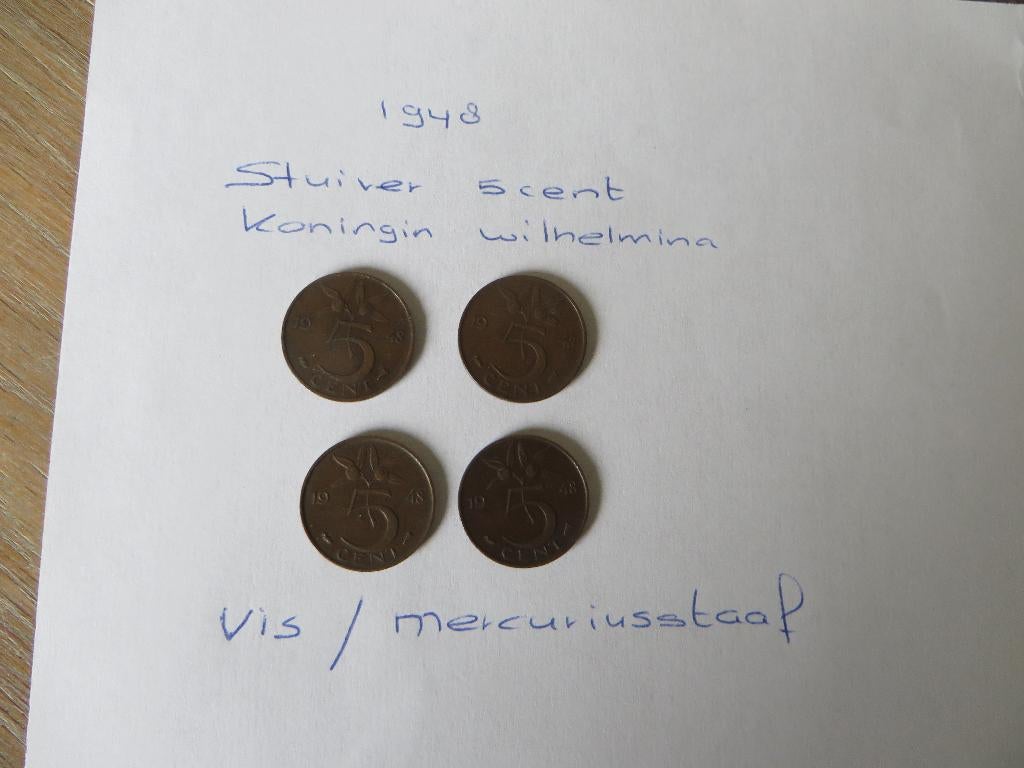 1948
Stuiver 5cent
Koningin wilhelmina
19 5 48
CENT
19 5 48
CENT
19 5 48
CENT
19 5 48
CENT
Vis / mercuriusstaaf